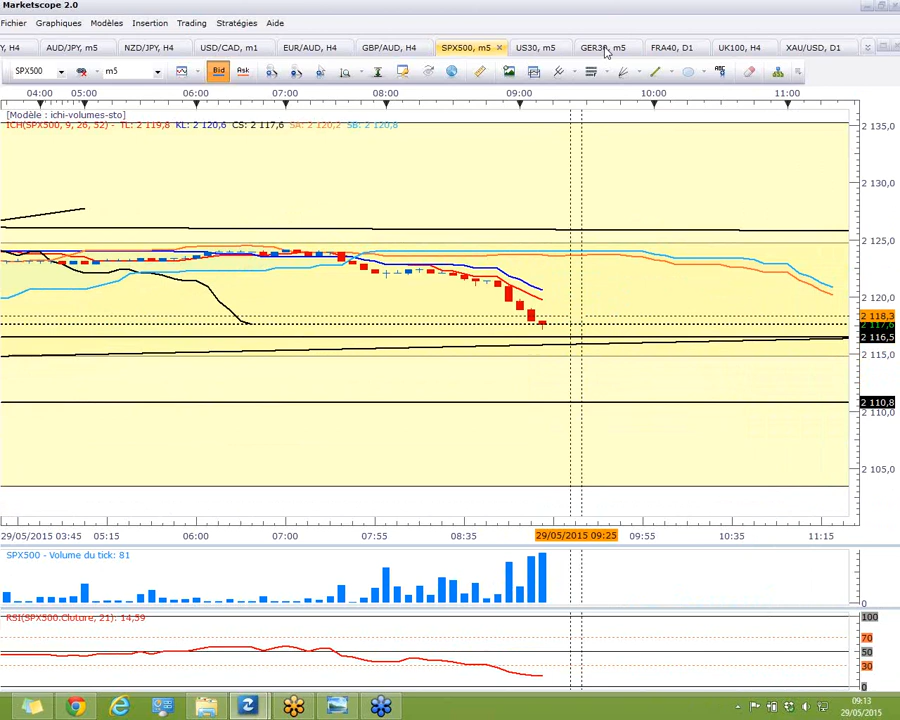 Marketscope 2.0
Fichier Graphiques Modèles Insertion Trading Stratégies Aide
Y, H4 AUD/JPY, m5 NZD/JPY, H4 USD/CAD, m1 EUR/AUD, H4 GBP/AUD, H4 SPX500, m5 US30, m5 GER30, m5 FRA40, D1 UK100, H4 XAU/USD, D1
SPX500 m5 Bid Ask
04:00 05:00 06:00 07:00 08:00 09:00 10:00 11:00
[Modèle : ichi-volumes-sto]
ICH(SPX500, 9, 26, 52) - TL: 2 119,8 KL: 2 120,6 CS: 2 117,6 SA: 2 120,2 SB: 2 120,8
2 135,0
2 130,0
2 125,0
2 120,0
2 118,3
2 117,6
2 116,5
2 115,0
2 110,8
2 110,0
2 105,0
29/05/2015 03:45 05:15 06:00 07:00 07:55 08:35 29/05/2015 09:25 09:55 10:35 11:15
SPX500 - Volume du tick: 81
0
RSI(SPX500.Cloture, 21): 14,59
100
70
50
30
0
09:13
29/05/2015